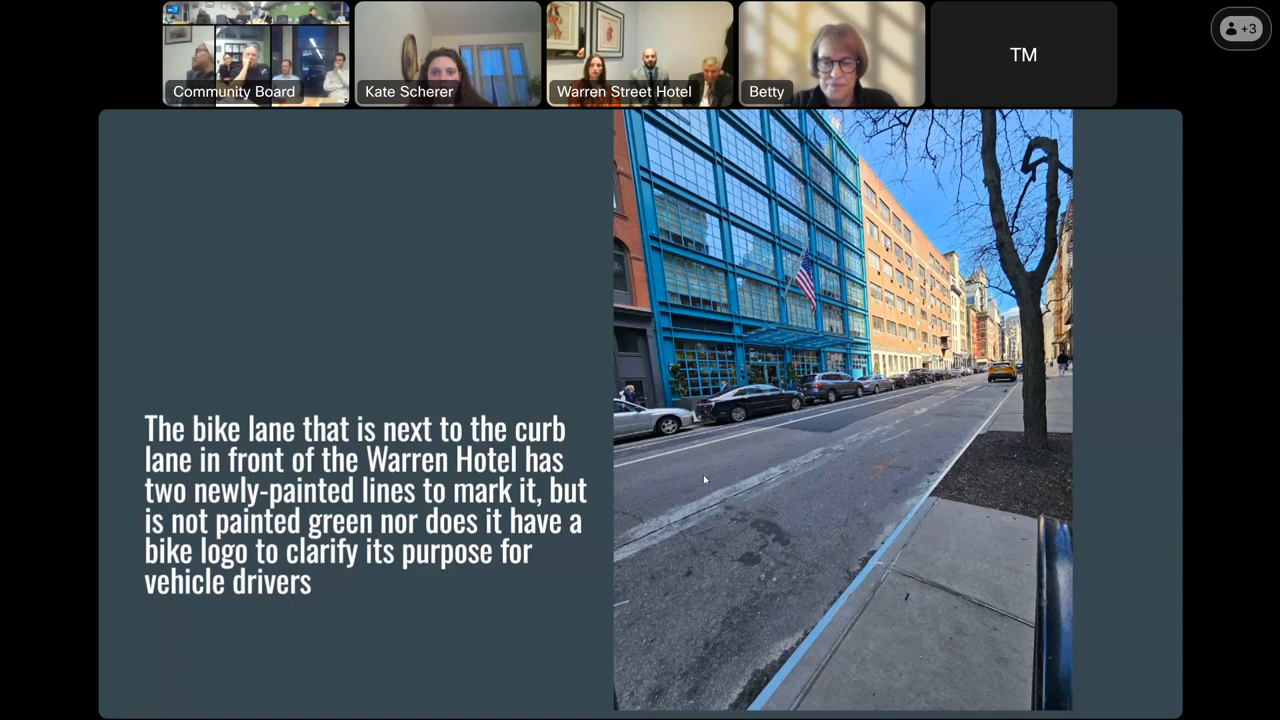 Community Board
Kate Scherer
Warren Street Hotel
Betty
TM
+3
The bike lane that is next to the curb
lane in front of the Warren Hotel has
two newly-painted lines to mark it, but
is not painted green nor does it have a
bike logo to clarify its purpose for
vehicle drivers